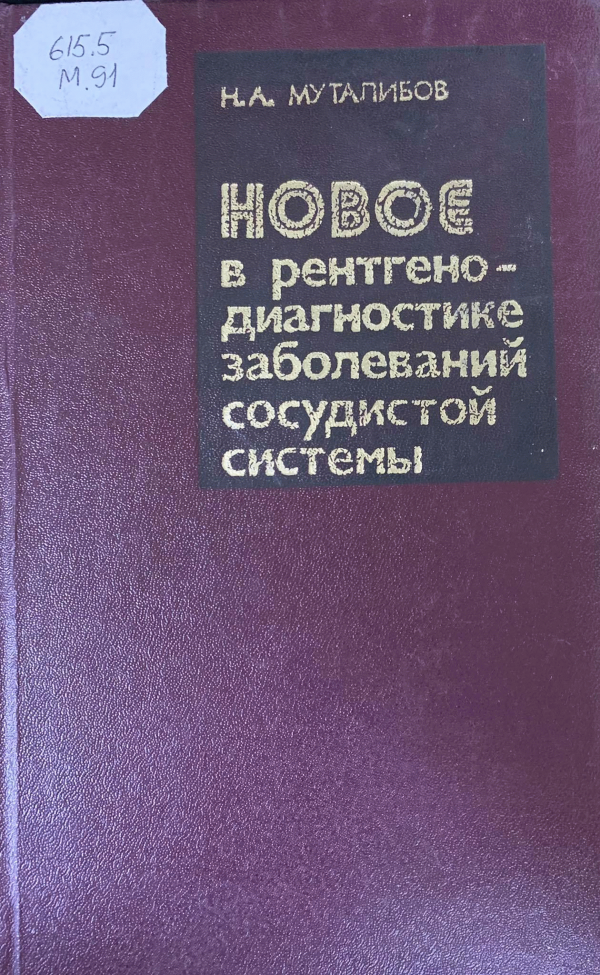 615.5
М.91
Н.А. МУТАЛИБОВ
НОВОЕ
в рентгено-
диагностике
заболеваний
сосудистой
системы